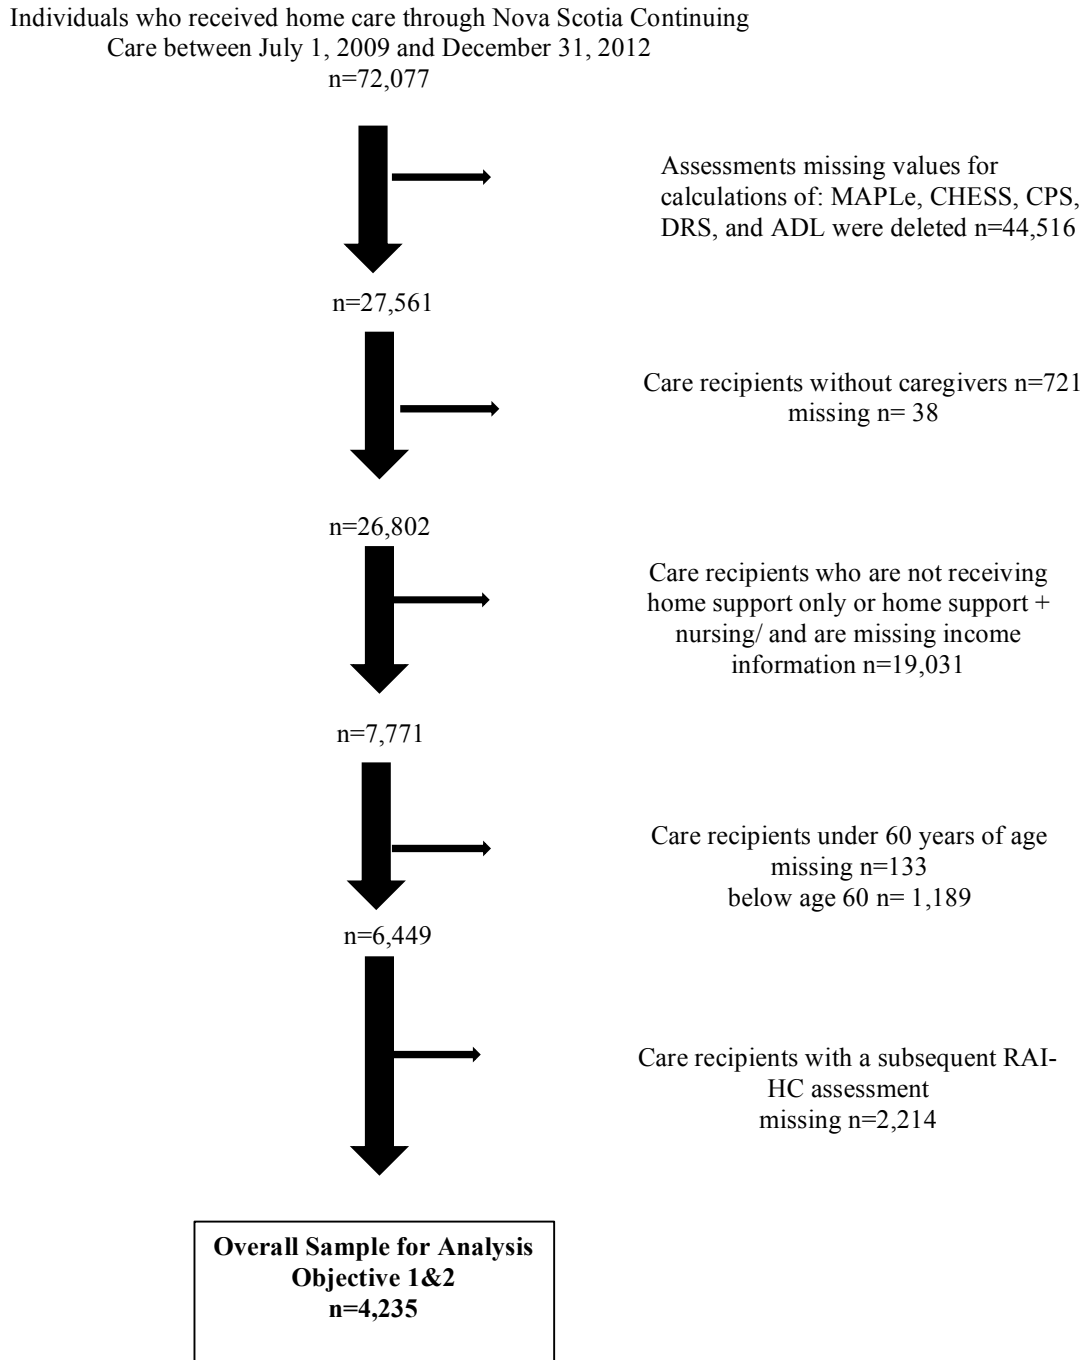 Individuals who received home care through Nova Scotia Continuing
Care between July 1, 2009 and December 31, 2012
n=72,077
Assessments missing values for
calculations of: MAPLe, CHESS, CPS,
DRS, and ADL were deleted n=44,516
n=27,561
Care recipients without caregivers n=721
missing n= 38
n=26,802
Care recipients who are not receiving
home support only or home support +
nursing/ and are missing income
information n=19,031
n=7,771
Care recipients under 60 years of age
missing n=133
below age 60 n= 1,189
n=6,449
Care recipients with a subsequent RAI-
HC assessment
missing n=2,214
Overall Sample for Analysis
Objective 1&2
n=4,235